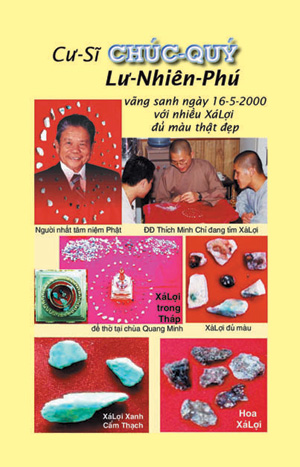 Cư-Sĩ CHÚC-QUÝ
Lư-Nhiên-Phú
vãng sanh ngày 16-5-2000
với nhiều XáLợi
đủ màu thật đẹp
Người nhất tâm niệm Phật
ĐĐ Thích Minh Chí đang tìm XáLợi
XáLợi
trong
Tháp
để thờ tại chùa Quang Minh
XáLợi đủ màu
XáLợi Xanh
Cẩm Thạch
Hoa
XáLợi